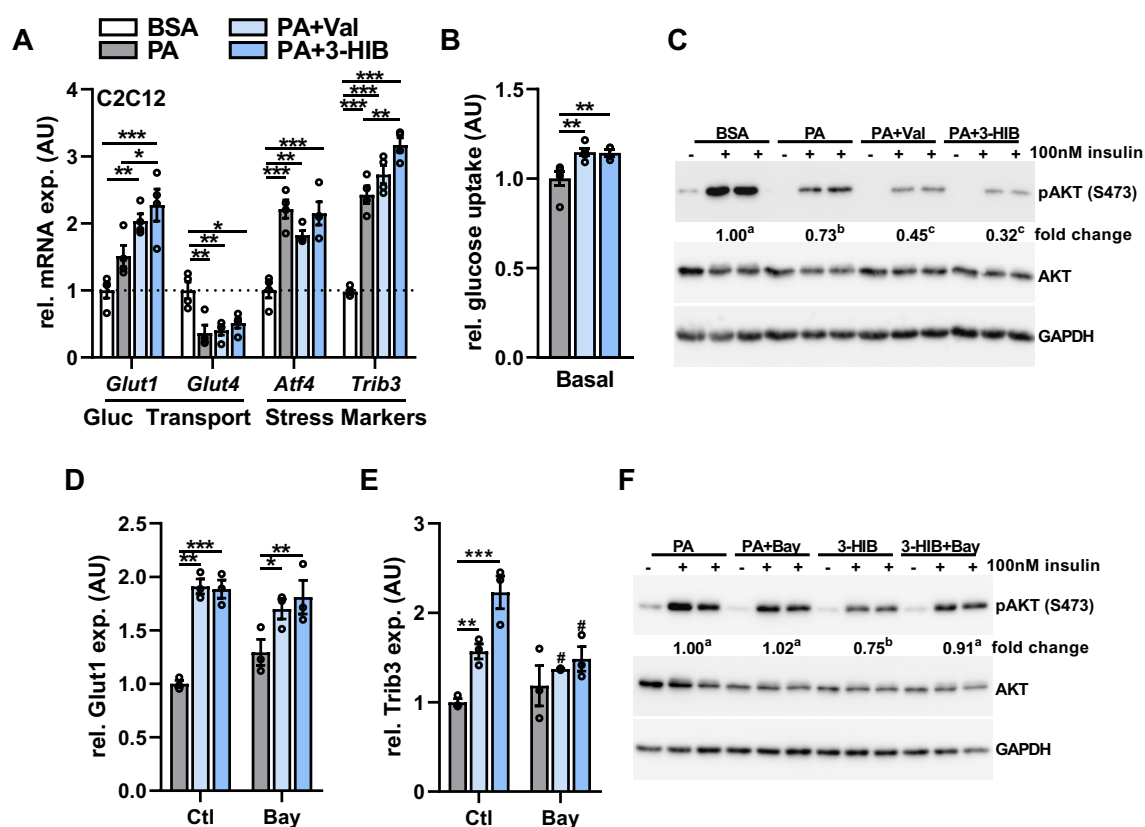 A
BSA
PA
PA+Val
PA+3-HIB
C2C12
rel. mRNA exp. (AU)
4
3
2
1
0
***
*
**
*
**
**
***
**
***
***
***
***
**
Glut1
Glut4
Atf4
Trib3
Gluc Transport
Stress Markers
B
rel. glucose uptake (AU)
1.5
1.0
0.5
0.0
**
**
Basal
C
BSA PA PA+Val PA+3-HIB
- + + - + + - + + - + + 100nM insulin
pAKT (S473)
1.00a 0.73b 0.45c 0.32c fold change
AKT
GAPDH
D
rel. Glut1 exp. (AU)
2.5
2.0
1.5
1.0
1.0
0.5
0.0
***
**
**
*
Ctl Bay
E
rel. Trib3 exp. (AU)
3
2
1
0
***
**
#
#
Ctl Bay
F
PA PA+Bay 3-HIB 3-HIB+Bay
- + + - + + - + + - + + 100nM insulin
pAKT (S473)
1.00a 1.02a 0.75b 0.91a fold change
AKT
GAPDH